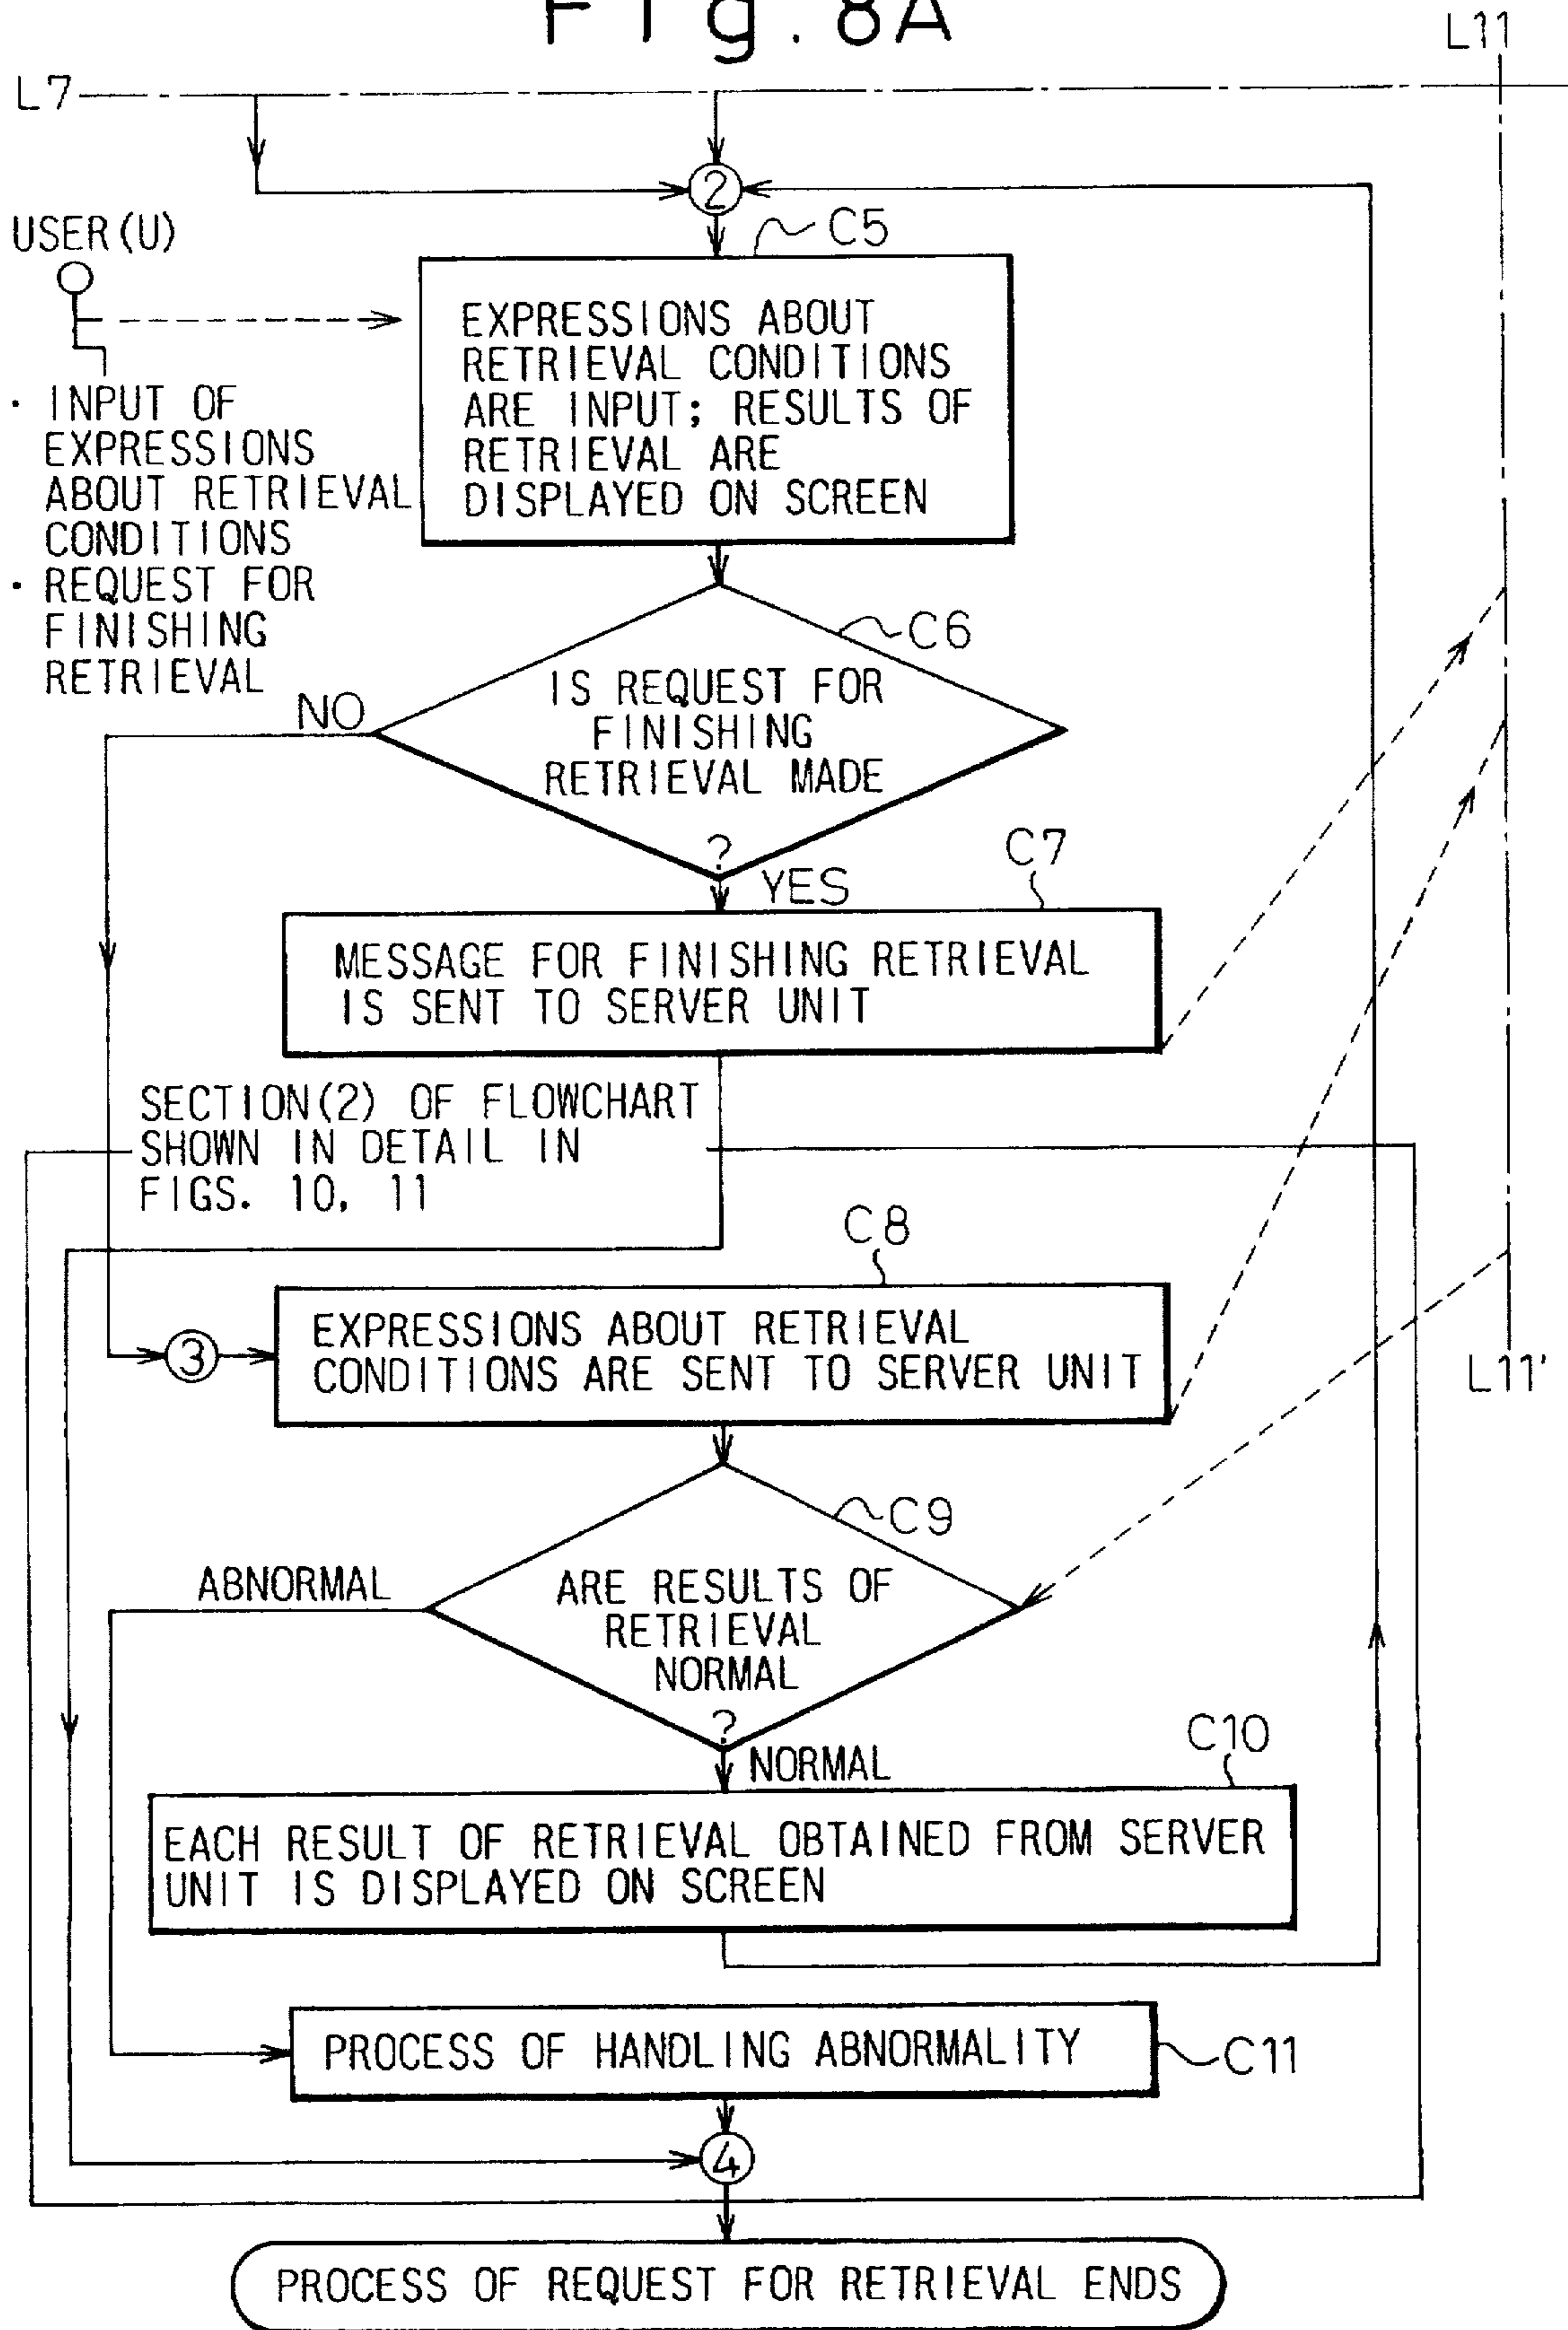 Fig. 8A
L11
L7
2
USER(U)
C5
EXPRESSIONS ABOUT
RETRIEVAL CONDITIONS
ARE INPUT; RESULTS OF
RETRIEVAL ARE
DISPLAYED ON SCREEN
· INPUT OF
EXPRESSIONS
ABOUT RETRIEVAL
CONDITIONS
· REQUEST FOR
FINISHING
RETRIEVAL
C6
IS REQUEST FOR
FINISHING
RETRIEVAL MADE
?
NO
YES
C7
MESSAGE FOR FINISHING RETRIEVAL
IS SENT TO SERVER UNIT
SECTION(2) OF FLOWCHART
SHOWN IN DETAIL IN
FIGS. 10, 11
C8
3
EXPRESSIONS ABOUT RETRIEVAL
CONDITIONS ARE SENT TO SERVER UNIT
L11'
C9
ABNORMAL
ARE RESULTS OF
RETRIEVAL
NORMAL
?
NORMAL
C10
EACH RESULT OF RETRIEVAL OBTAINED FROM SERVER
UNIT IS DISPLAYED ON SCREEN
PROCESS OF HANDLING ABNORMALITY
C11
4
PROCESS OF REQUEST FOR RETRIEVAL ENDS